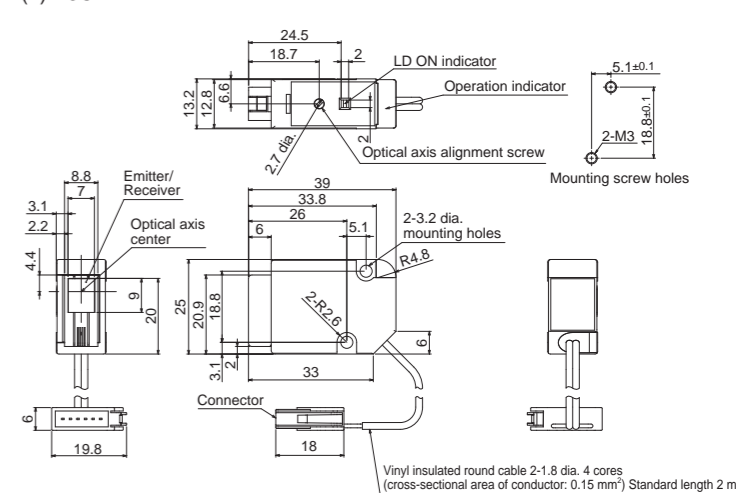 24.5
18.7
2
LD ON indicator
Operation indicator
13.2
12.8
6.6
2
2.7 dia.
Optical axis alignment screw
5.1±0.1
18.8±0.1
2-M3
Mounting screw holes
8.8
7
Emitter/
Receiver
3.1
2.2
Optical axis
center
4.4
9
20
39
33.8
26
5.1
6
2-3.2 dia.
mounting holes
R4.8
25
20.9
18.8
2-R2.6
3.1
2
6
33
Connector
6
19.8
18
Vinyl insulated round cable 2-1.8 dia. 4 cores
(cross-sectional area of conductor: 0.15 mm²) Standard length 2 m